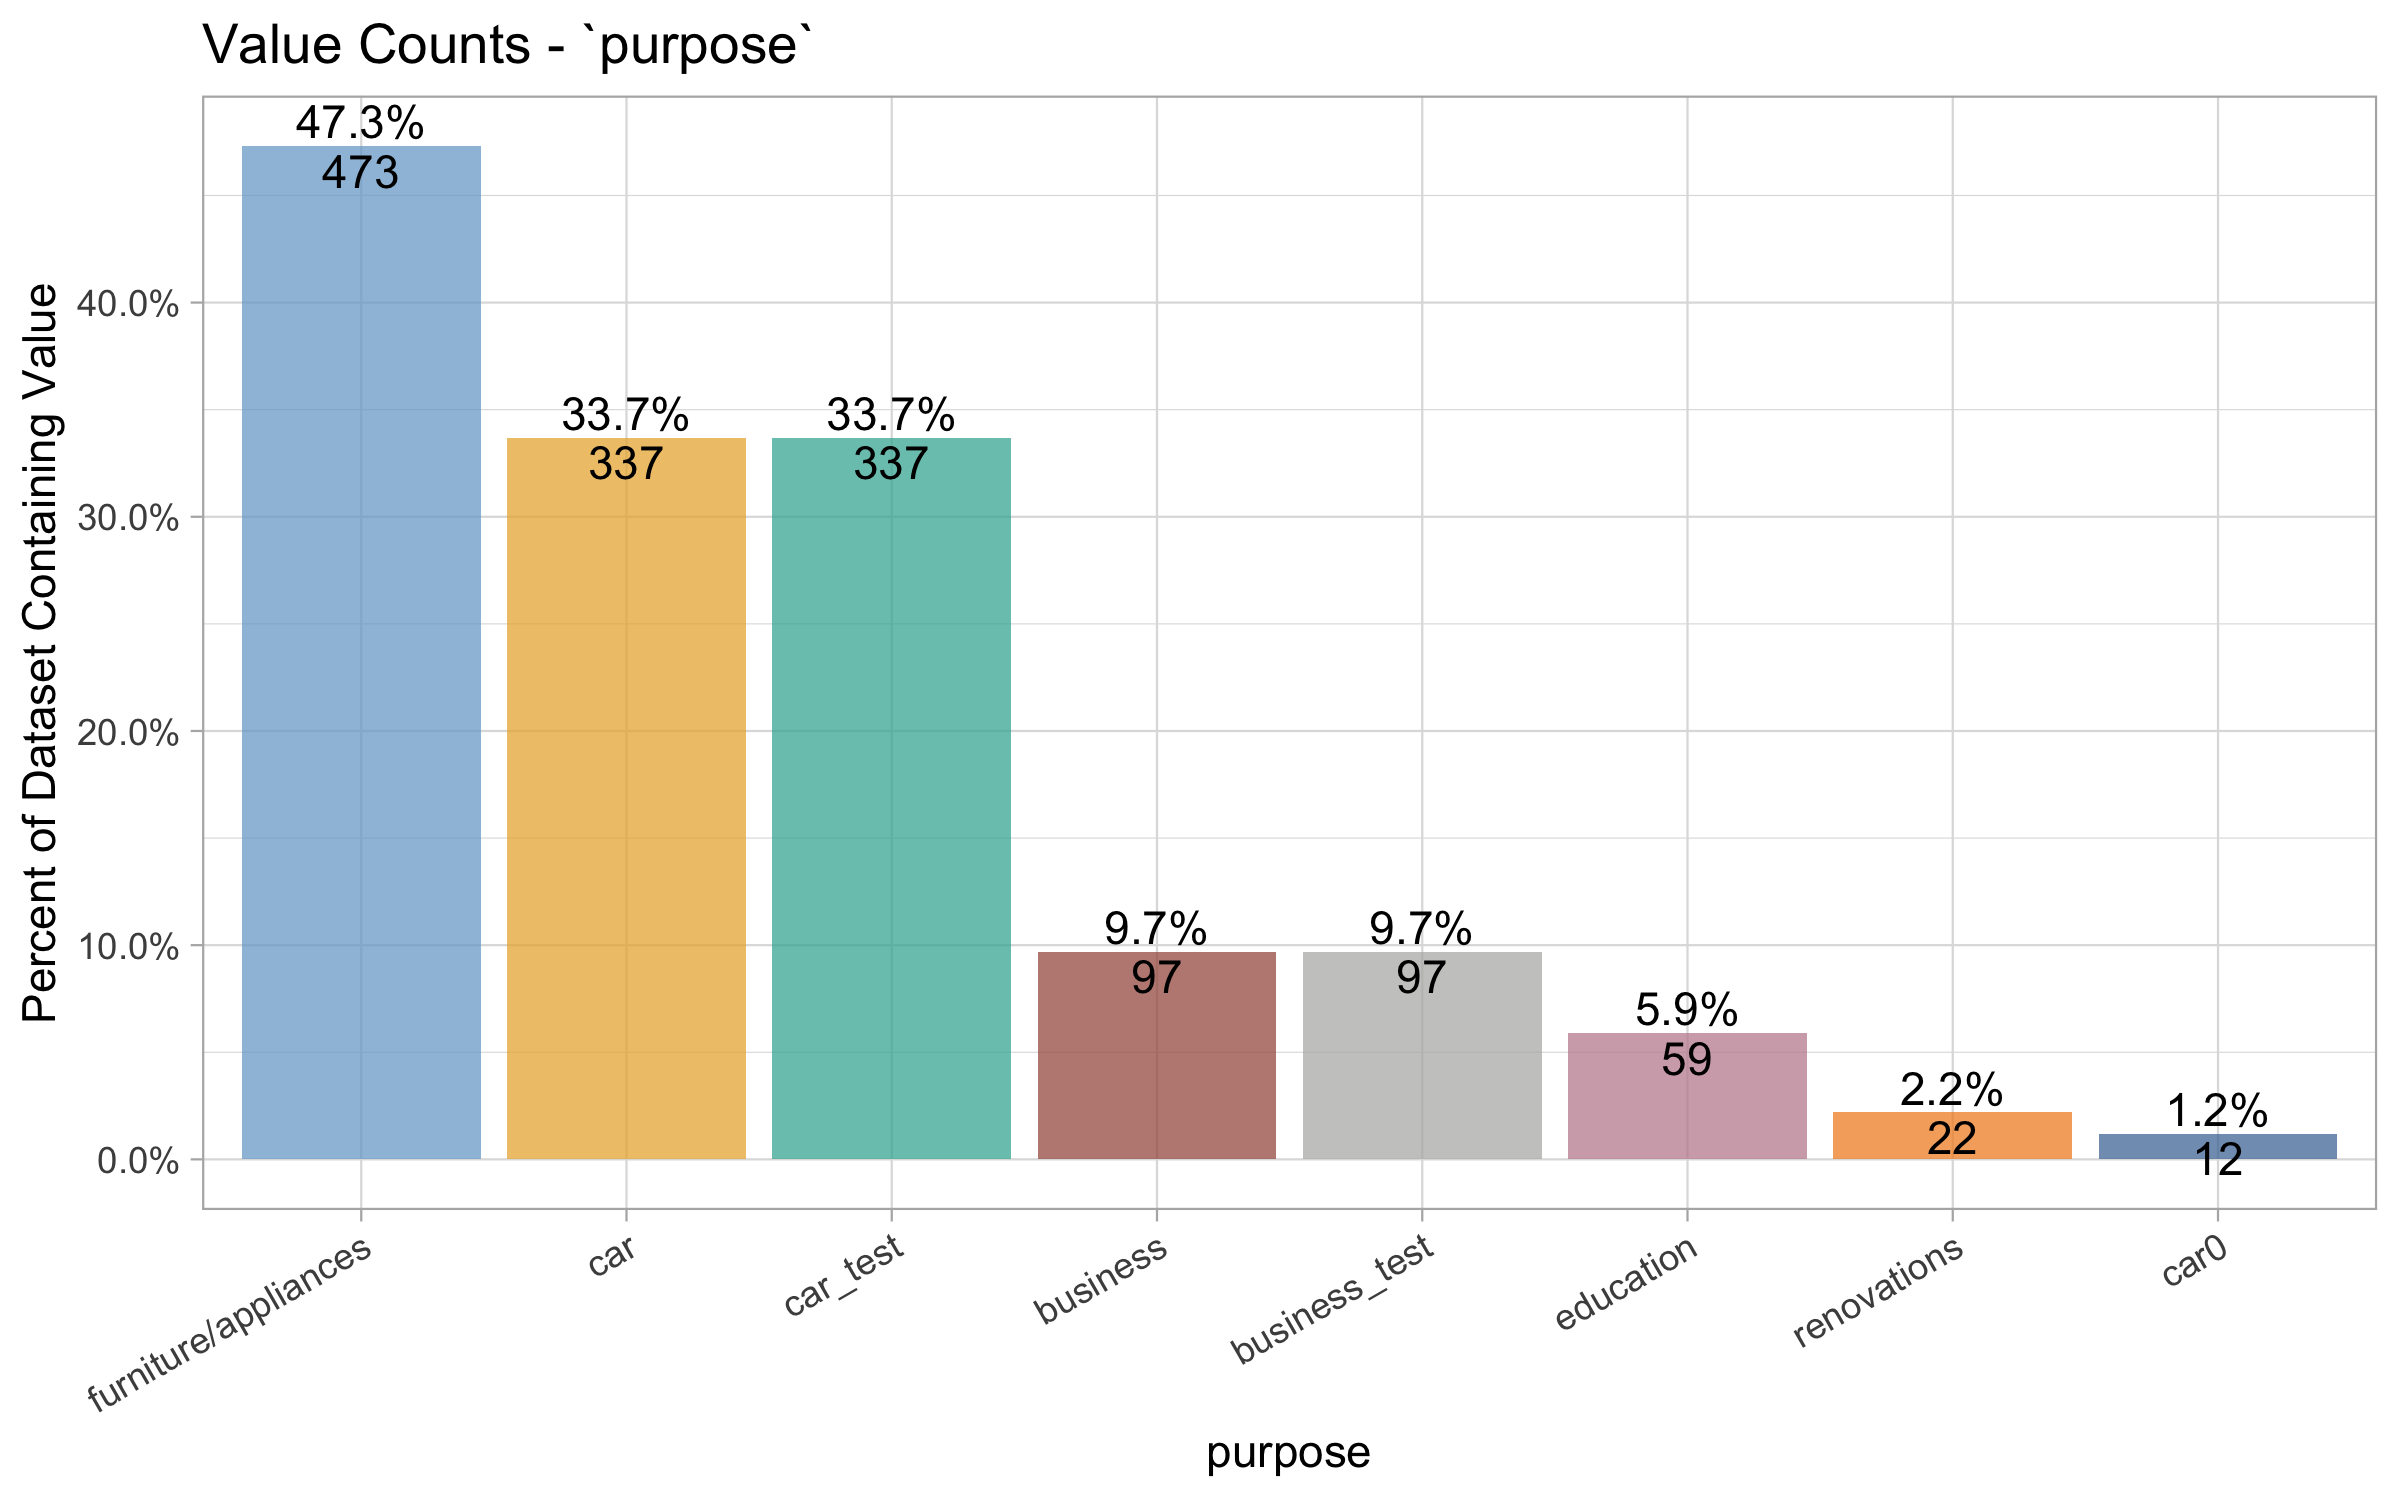 Value Counts - `purpose`
Percent of Dataset Containing Value
40.0%
30.0%
20.0%
10.0%
0.0%
47.3%
473
33.7%
337
33.7%
337
9.7%
97
9.7%
97
5.9%
59
2.2%
22
1.2%
12
furniture/appliances
car
car_test
business
business_test
education
renovations
car0
purpose